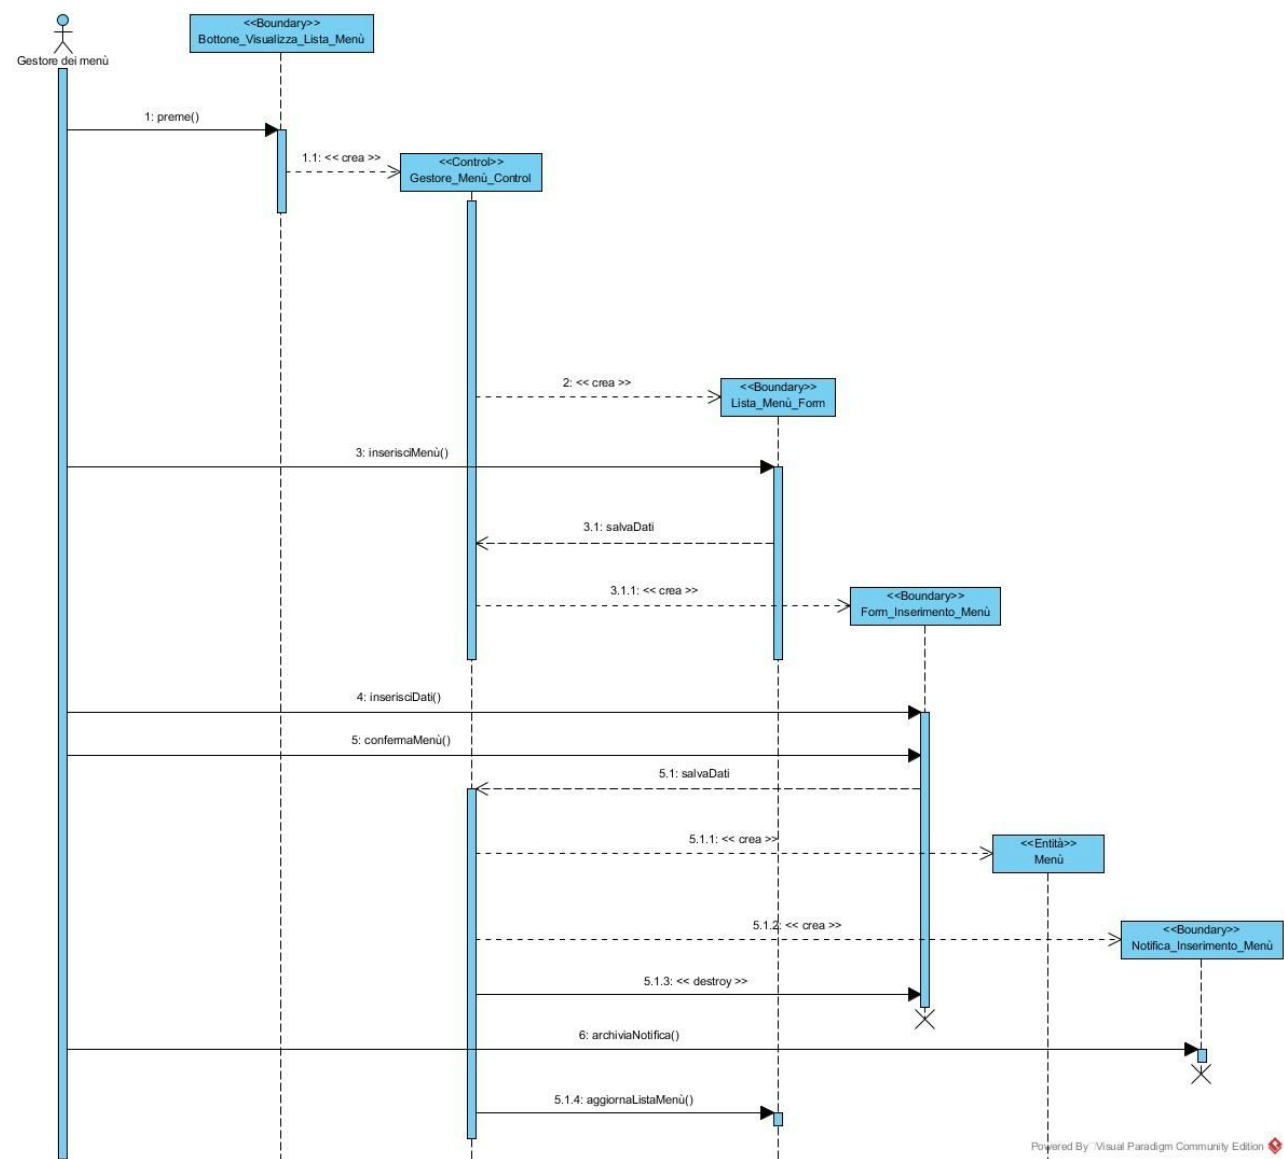 <<Boundary>>
Bottone_Visualizza_Lista_Menù
Gestore dei menù
1: preme()
1.1: << crea >>
<<Control>>
Gestore_Menù_Control
2: << crea >>
<<Boundary>>
Lista_Menù_Form
3: inserisciMenù()
3.1: salvaDati
3.1.1: << crea >>
<<Boundary>>
Form_Inserimento_Menù
4: inserisciDati()
5: confermaMenù()
5.1: salvaDati
5.1.1: << crea >>
<<Entità>>
Menù
5.1.2: << crea >>
<<Boundary>>
Notifica_Inserimento_Menù
5.1.3: << destroy >>
6: archiviaNotifica()
5.1.4: aggiornaListaMenù()
Powered By Visual Paradigm Community Edition